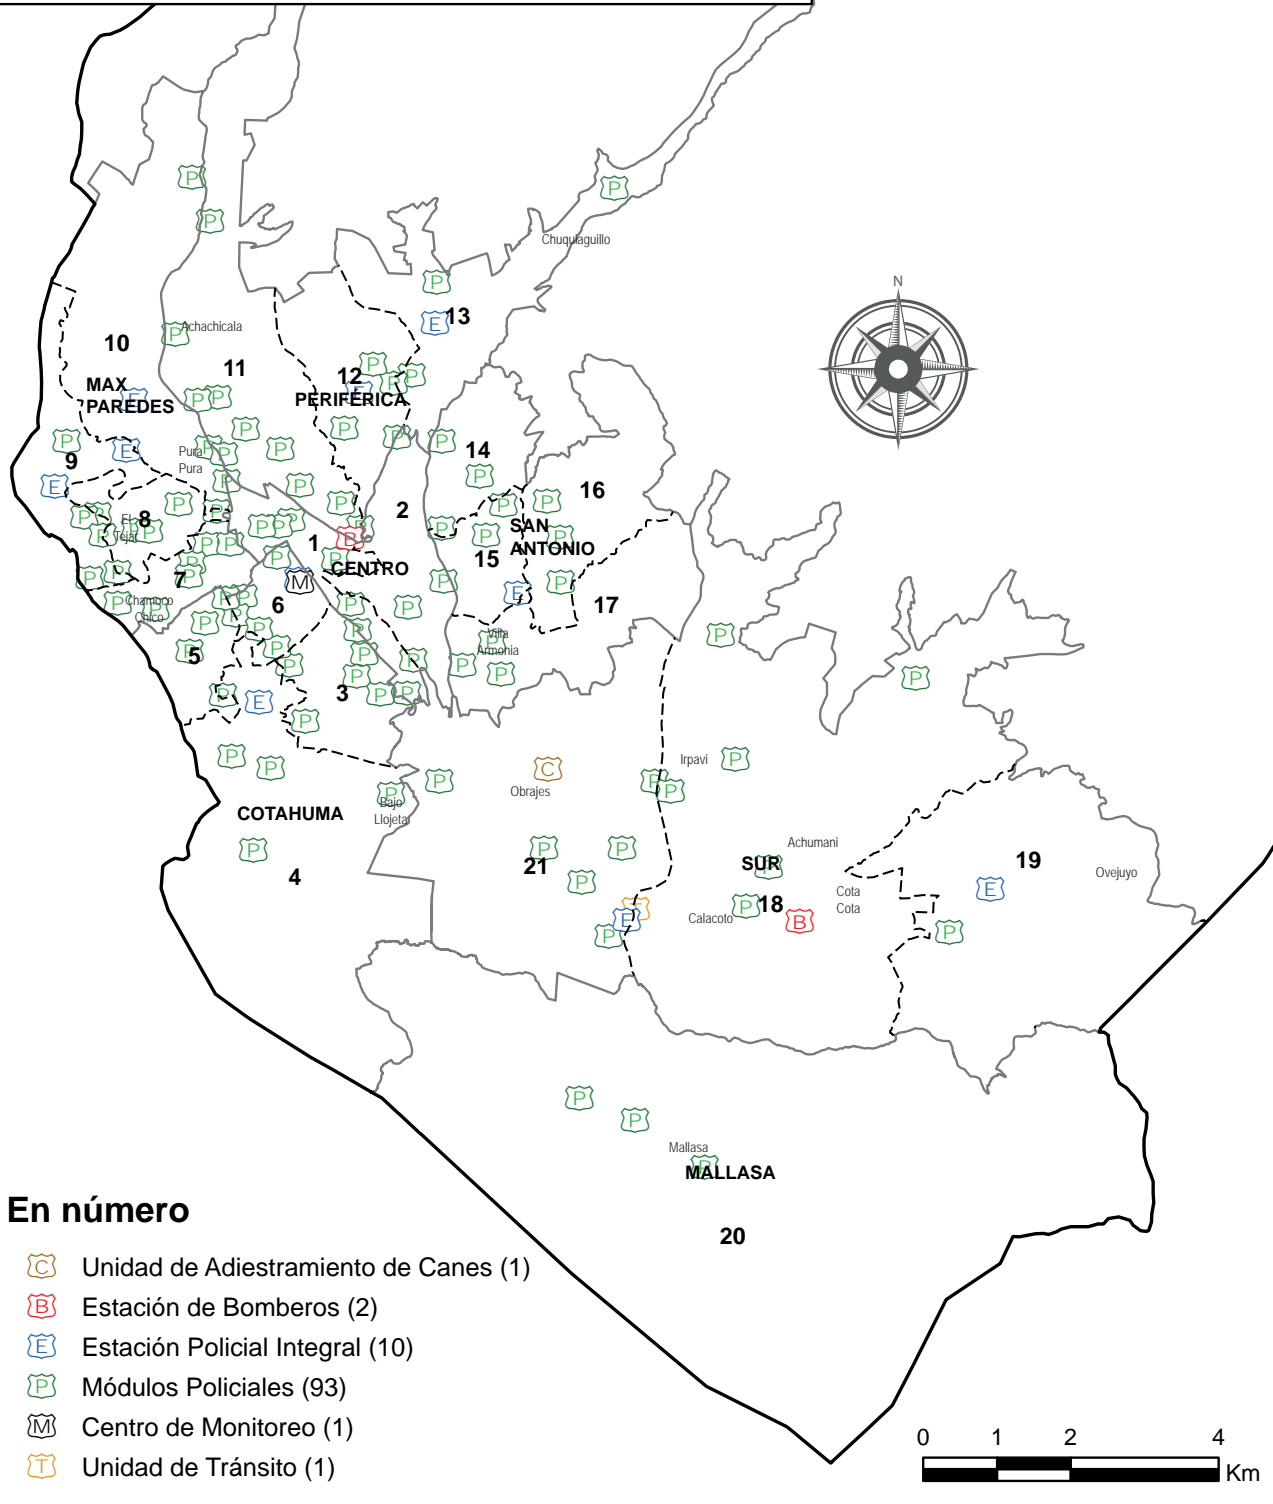 N
Chuquiaguillo
13
Achachicala
10
11
12
MAX
PAREDES
PERIFÉRICA
9
Pura
Pura
14
16
2
8
El
Tejar
SAN
ANTONIO
1
15
CENTRO
7
6
17
Chamoco
Chico
Villa
Armonia
5
3
Irpavi
Obrajes
Bajo
Llojeta
COTAHUMA
Achumani
21
SUR
19
Ovejuyo
4
Cota
Cota
18
Calacoto
Mallasa
MALLASA
20
En número
C Unidad de Adiestramiento de Canes (1)
B Estación de Bomberos (2)
E Estación Policial Integral (10)
P Módulos Policiales (93)
M Centro de Monitoreo (1)
T Unidad de Tránsito (1)
0 1 2 4
Km